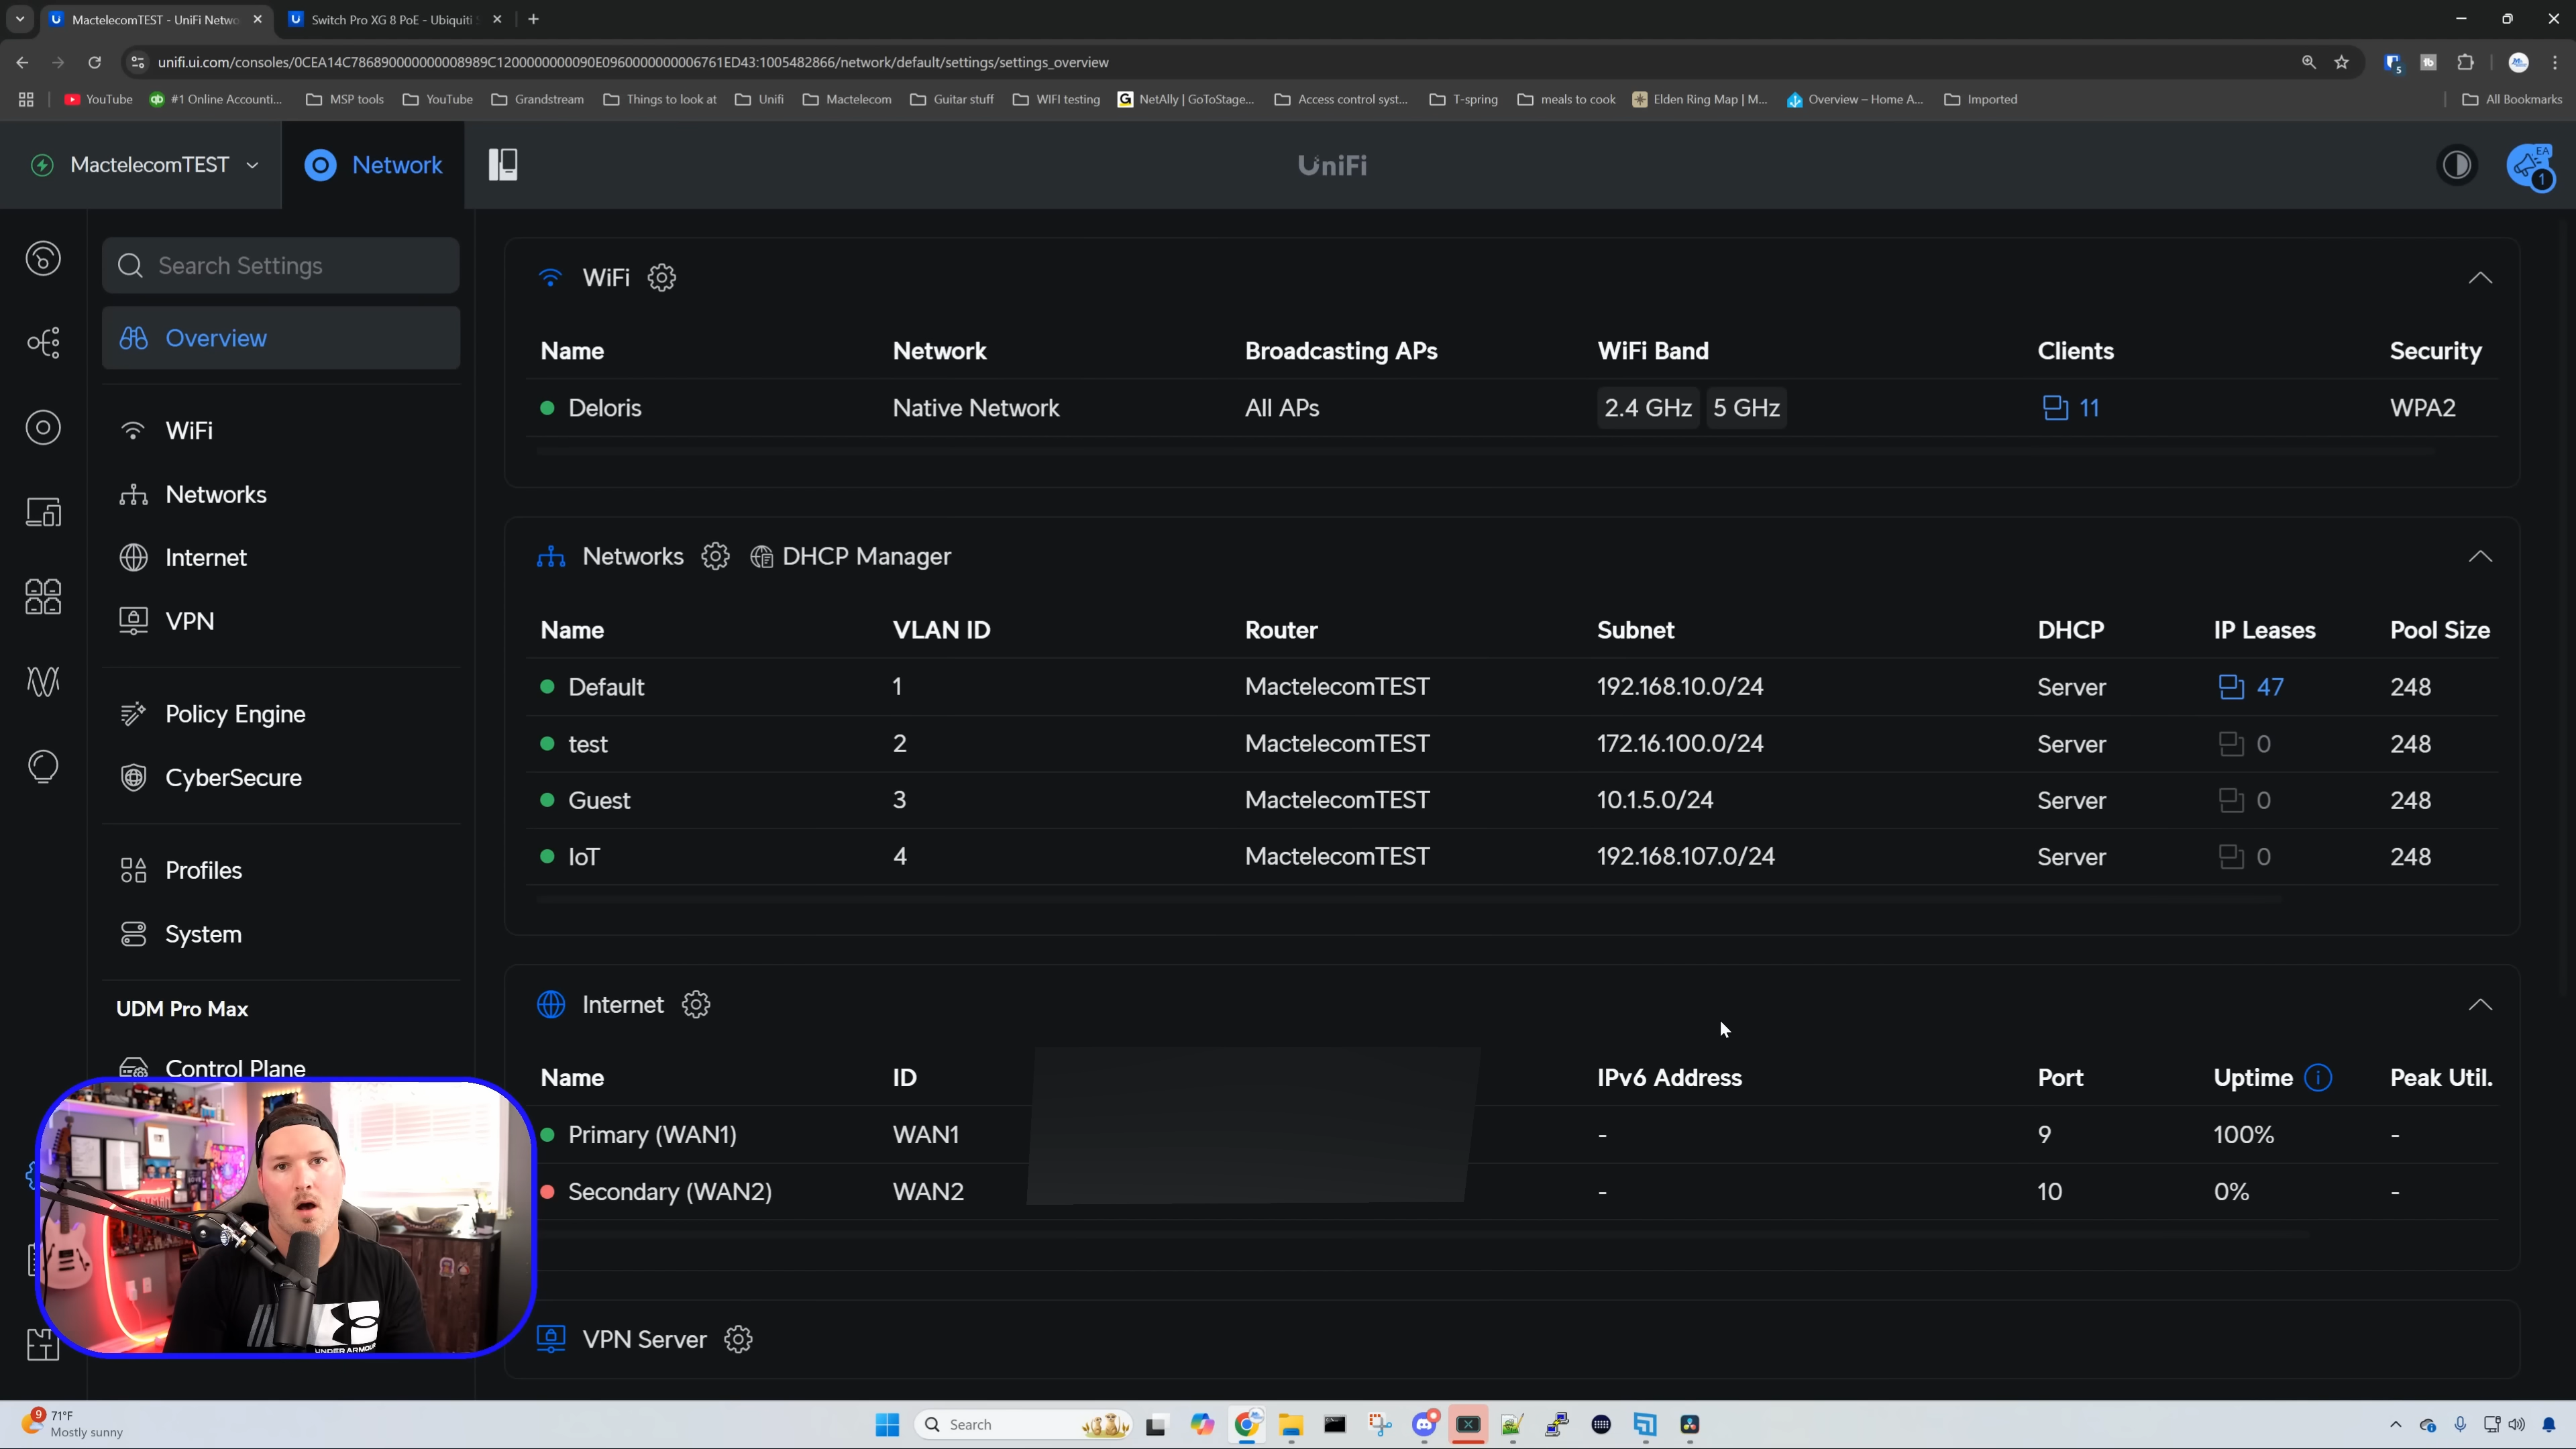 MactelecomTEST - UniFi Netwo
Switch Pro XG 8 PoE - Ubiquiti
unifi.ui.com/consoles/0CEA14C786890000000008989C1200000000090E0960000000006761ED43:1005482866/network/default/settings/settings_overview
5
YouTube
#1 Online Accounti...
MSP tools
YouTube
Grandstream
Things to look at
Unifi
Mactelecom
Guitar stuff
WIFI testing
NetAlly | GoToStage...
Access control syst...
T-spring
meals to cook
Elden Ring Map | M...
Overview – Home A...
Imported
All Bookmarks
MactelecomTEST
Network
UniFi
EA
1
Search Settings
Overview
WiFi
Networks
Internet
VPN
Policy Engine
CyberSecure
Profiles
System
UDM Pro Max
Control Plane
WiFi
Name Network Broadcasting APs WiFi Band Clients Security
Deloris Native Network All APs 2.4 GHz 5 GHz 11 WPA2
Networks DHCP Manager
Name VLAN ID Router Subnet DHCP IP Leases Pool Size
Default 1 MactelecomTEST 192.168.10.0/24 Server 47 248
test 2 MactelecomTEST 172.16.100.0/24 Server 0 248
Guest 3 MactelecomTEST 10.1.5.0/24 Server 0 248
IoT 4 MactelecomTEST 192.168.107.0/24 Server 0 248
Internet
Name ID IPv6 Address Port Uptime Peak Util.
Primary (WAN1) WAN1 - 9 100% -
Secondary (WAN2) WAN2 - 10 0% -
VPN Server
UNDER ARMOUR
9
71°F
Mostly sunny
Search